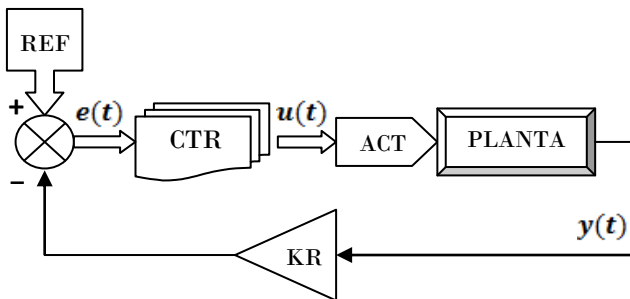 REF
+
e(t)
CTR
u(t)
ACT
PLANTA
−
KR
y(t)